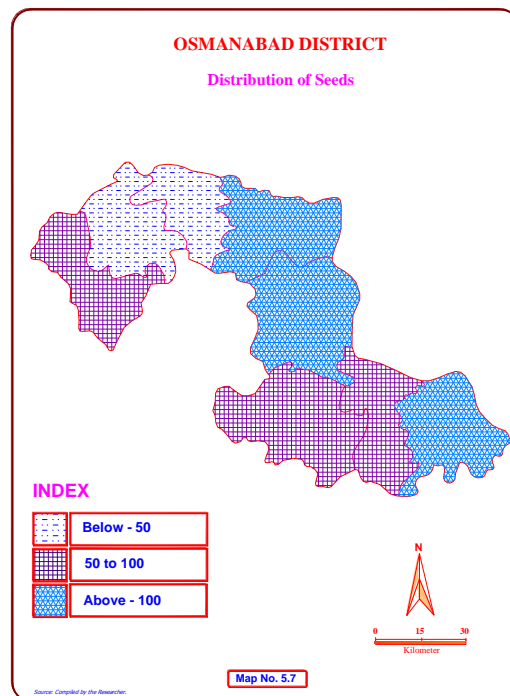 OSMANABAD DISTRICT
Distribution of Seeds
INDEX
Below - 50
50 to 100
Above - 100
N
0 15 30
Kilometer
Map No. 5.7
Source: Compiled by the Researcher.